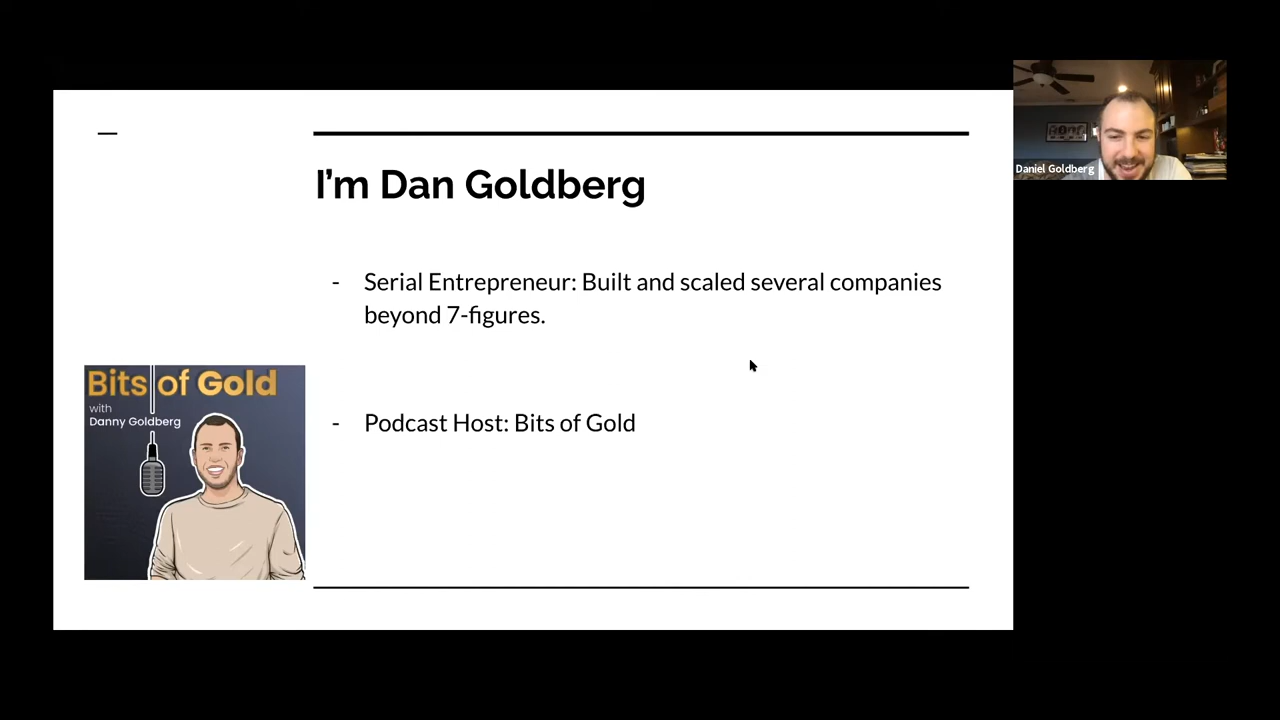 I'm Dan Goldberg
- Serial Entrepreneur: Built and scaled several companies
beyond 7-figures.
- Podcast Host: Bits of Gold
Bits of Gold
with
Danny Goldberg
Daniel Goldberg